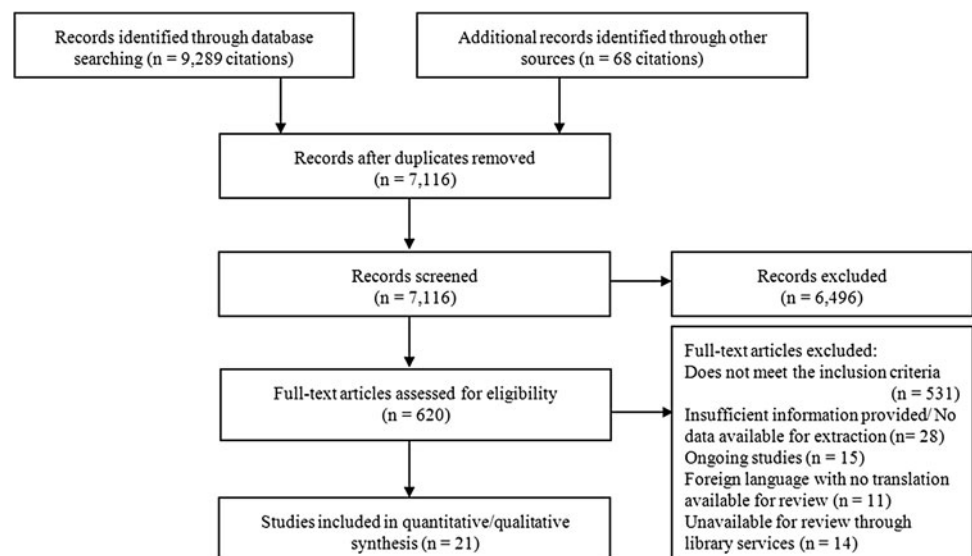 Records identified through database
searching (n = 9,289 citations)
Additional records identified through other
sources (n = 68 citations)
Records after duplicates removed
(n = 7,116)
Records screened
(n = 7,116)
Records excluded
(n = 6,496)
Full-text articles assessed for eligibility
(n = 620)
Full-text articles excluded:
Does not meet the inclusion criteria
(n = 531)
Insufficient information provided/ No
data available for extraction (n= 28)
Ongoing studies (n = 15)
Foreign language with no translation
available for review (n = 11)
Unavailable for review through
library services (n = 14)
Studies included in quantitative/qualitative
synthesis (n = 21)